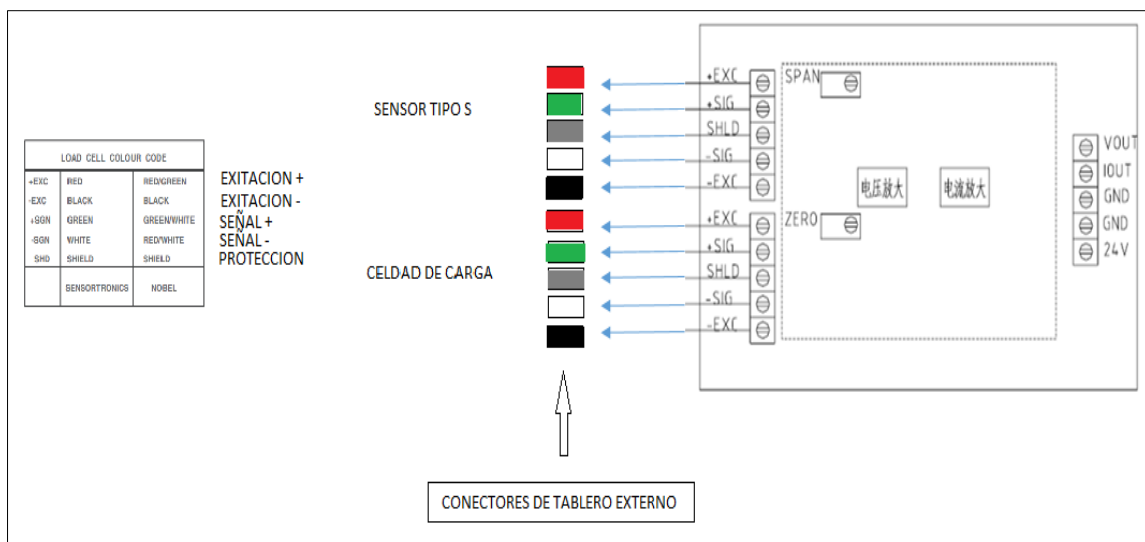 SENSOR TIPO S
LOAD CELL COLOUR CODE
+EXC RED RED/GREEN
-EXC BLACK BLACK
+SGN GREEN GREEN/WHITE
-SGN WHITE RED/WHITE
SHD SHIELD SHIELD
SENSORTRONICS NOBEL
EXITACION +
EXITACION -
SEÑAL +
SEÑAL -
PROTECCION
CELDAD DE CARGA
+EXC
+SIG
SHLD
-SIG
-EXC
+EXC
+SIG
SHLD
-SIG
-EXC
SPAN
电压放大
电流放大
ZERO
VOUT
IOUT
GND
GND
24V
CONECTORES DE TABLERO EXTERNO